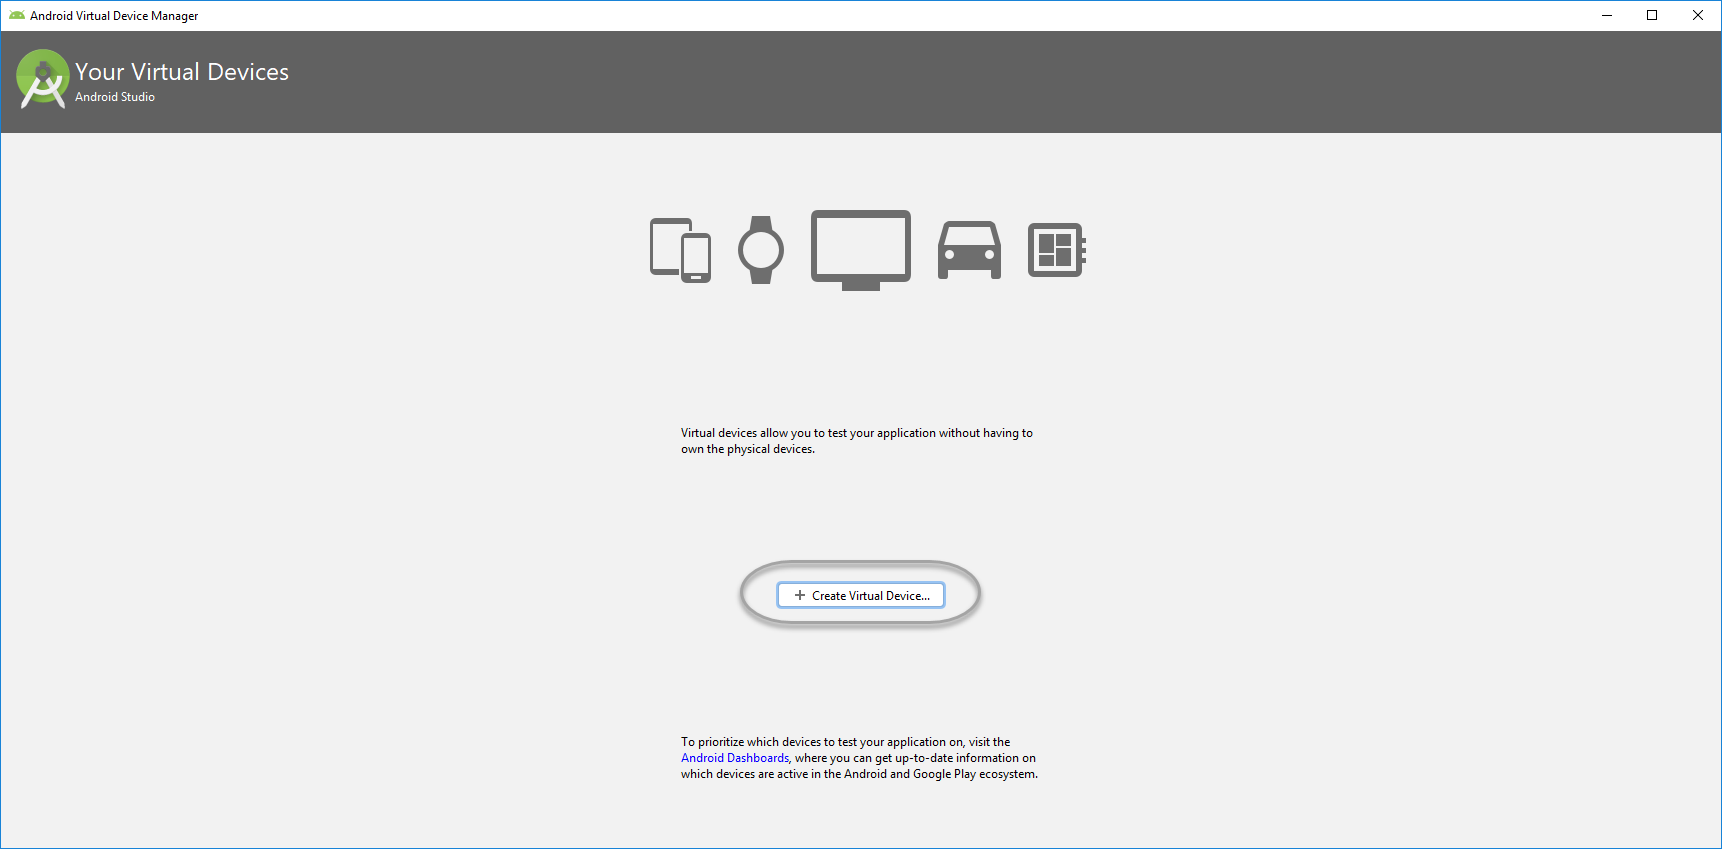 Android Virtual Device Manager
Your Virtual Devices
Android Studio
Virtual devices allow you to test your application without having to
own the physical devices.
Create Virtual Device...
To prioritize which devices to test your application on, visit the
Android Dashboards, where you can get up-to-date information on
which devices are active in the Android and Google Play ecosystem.